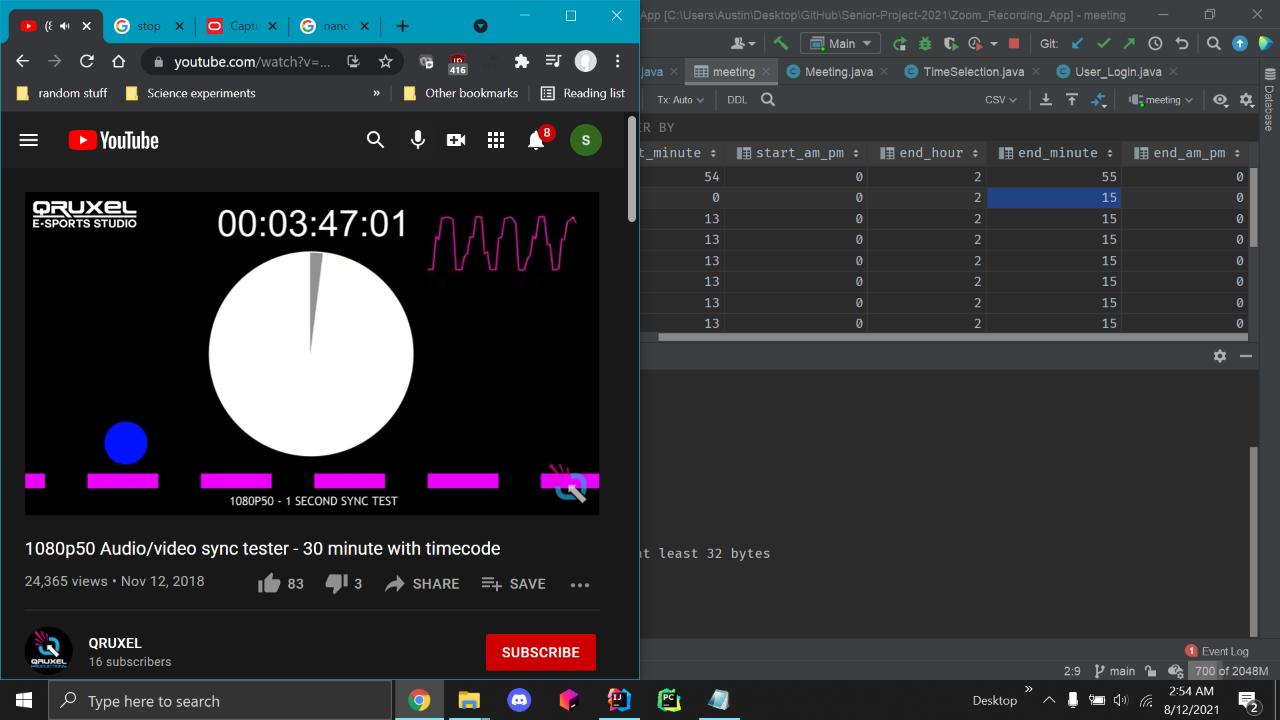 stop
Captu
nano
App [C:\Users\Austin\Desktop\GitHub\Senior-Project-2021\Zoom_Recording_App] - meeting
youtube.com/watch?v=...
416
Main
Git:
random stuff
Science experiments
»
Other bookmarks
Reading list
java
meeting
Meeting.java
TimeSelection.java
User_Login.java
Tx: Auto
DDL
CSV
meeting
Database
YouTube
8
S
ER BY
t_minute start_am_pm end_hour end_minute end_am_pm
54 0 2 55 0
0 0 2 15 0
13 0 2 15 0
13 0 2 15 0
13 0 2 15 0
13 0 2 15 0
13 0 2 15 0
13 0 2 15 0
QRUXEL
E-SPORTS STUDIO
00:03:47:01
1080P50 - 1 SECOND SYNC TEST
1080p50 Audio/video sync tester - 30 minute with timecode
24,365 views • Nov 12, 2018
83
3
SHARE
SAVE
at least 32 bytes
QRUXEL
16 subscribers
SUBSCRIBE
QRUXEL
PRODUCTIONS
1 Event Log
2:9
main
700 of 2048M
Type here to search
Desktop
»
2:54 AM
8/12/2021
2